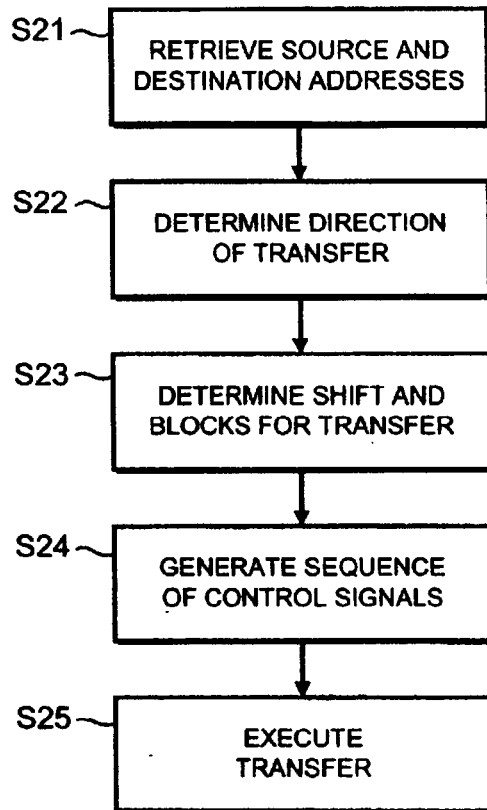 S21
RETRIEVE SOURCE AND
DESTINATION ADDRESSES
S22
DETERMINE DIRECTION
OF TRANSFER
S23
DETERMINE SHIFT AND
BLOCKS FOR TRANSFER
S24
GENERATE SEQUENCE
OF CONTROL SIGNALS
S25
EXECUTE
TRANSFER